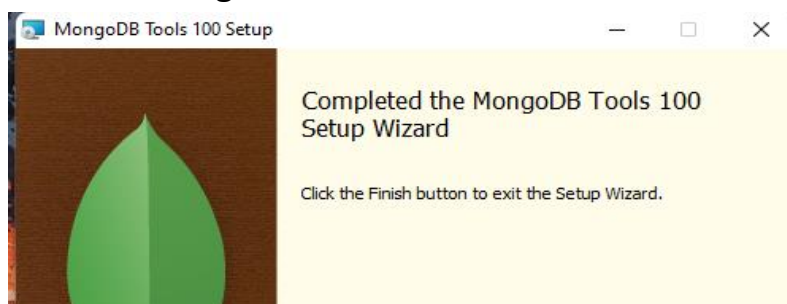 MongoDB Tools 100 Setup
Completed the MongoDB Tools 100
Setup Wizard
Click the Finish button to exit the Setup Wizard.